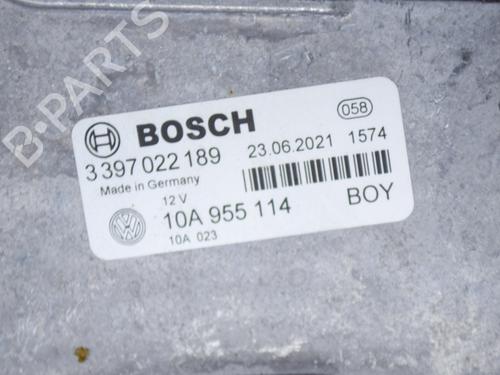 B-PARTS
BOSCH
058
3 397 022 189
23.06.2021 1574
Made in Germany
12 V
10A 955 114
BOY
10A 023